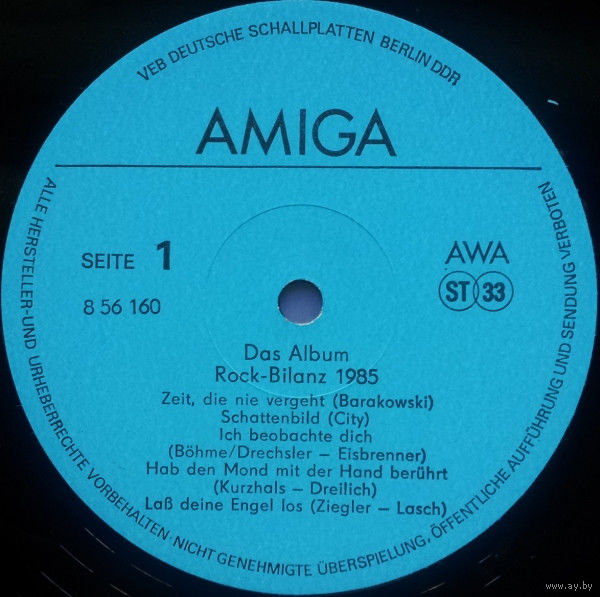 VEB DEUTSCHE SCHALLPLATTEN BERLIN DDR
AMIGA
SEITE 1
8 56 160
AWA
ST 33
Das Album
Rock-Bilanz 1985
Zeit, die nie vergeht (Barakowski)
Schattenbild (City)
Ich beobachte dich
(Böhme/Drechsler – Eisbrenner)
Hab den Mond mit der Hand berührt
(Kurzhals – Dreilich)
Laß deine Engel los (Ziegler – Lasch)
ALLE HERSTELLER-UND URHEBERRECHTE VORBEHALTEN·NICHT GENEHMIGTE ÜBERSPIELUNG, ÖFFENTLICHE AUFFÜHRUNG UND SENDUNG VERBOTEN
www.ay.by